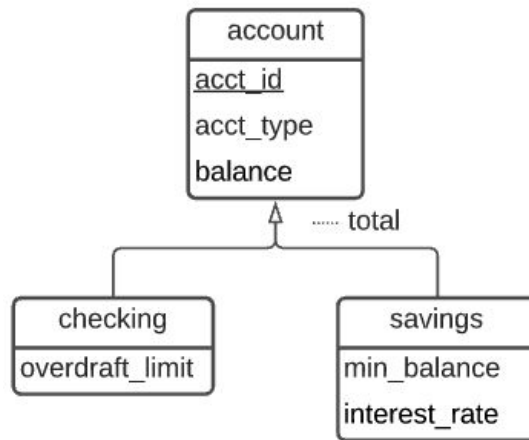 account
acct_id
acct_type
balance
total
checking
overdraft_limit
savings
min_balance
interest_rate